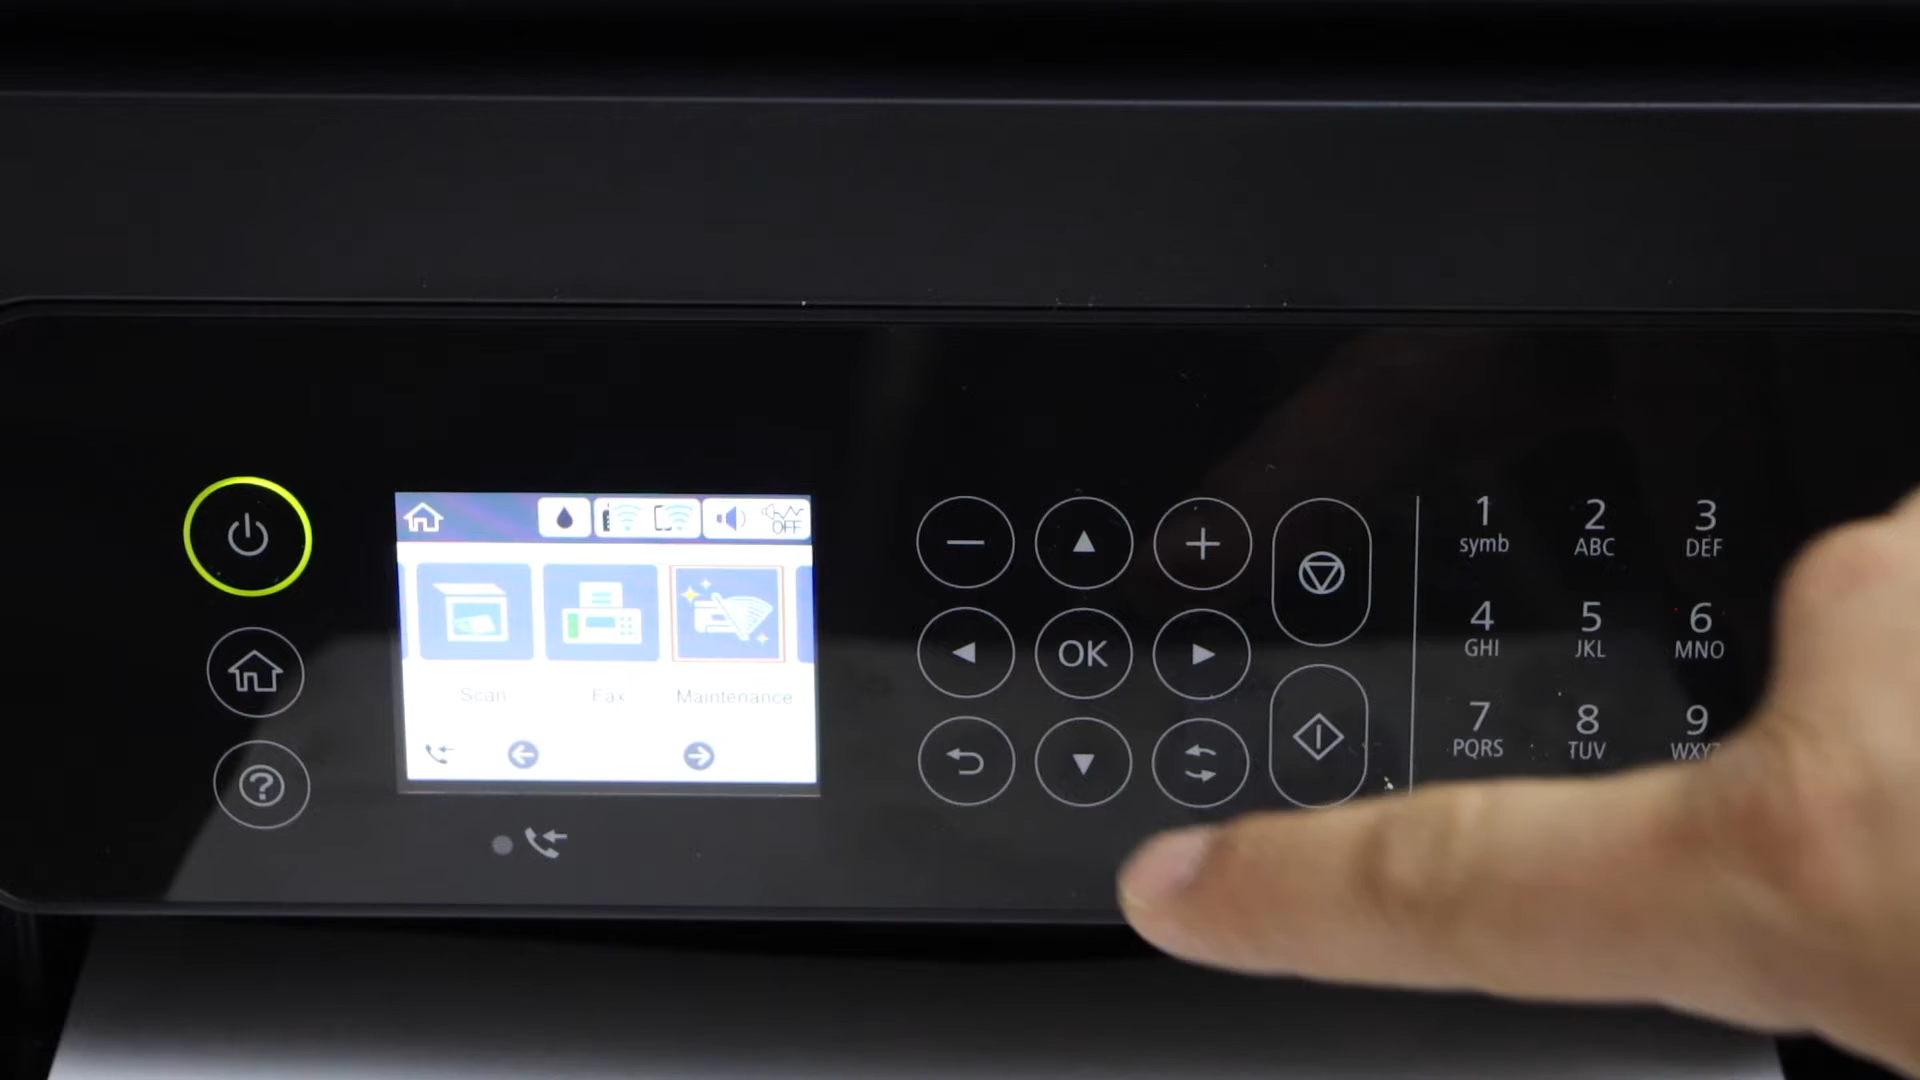 OFF
Scan Fax Maintenance
OK
1 2 3
symb ABC DEF
4 5 6
GHI JKL MNO
7 8 9
PQRS TUV WXYZ